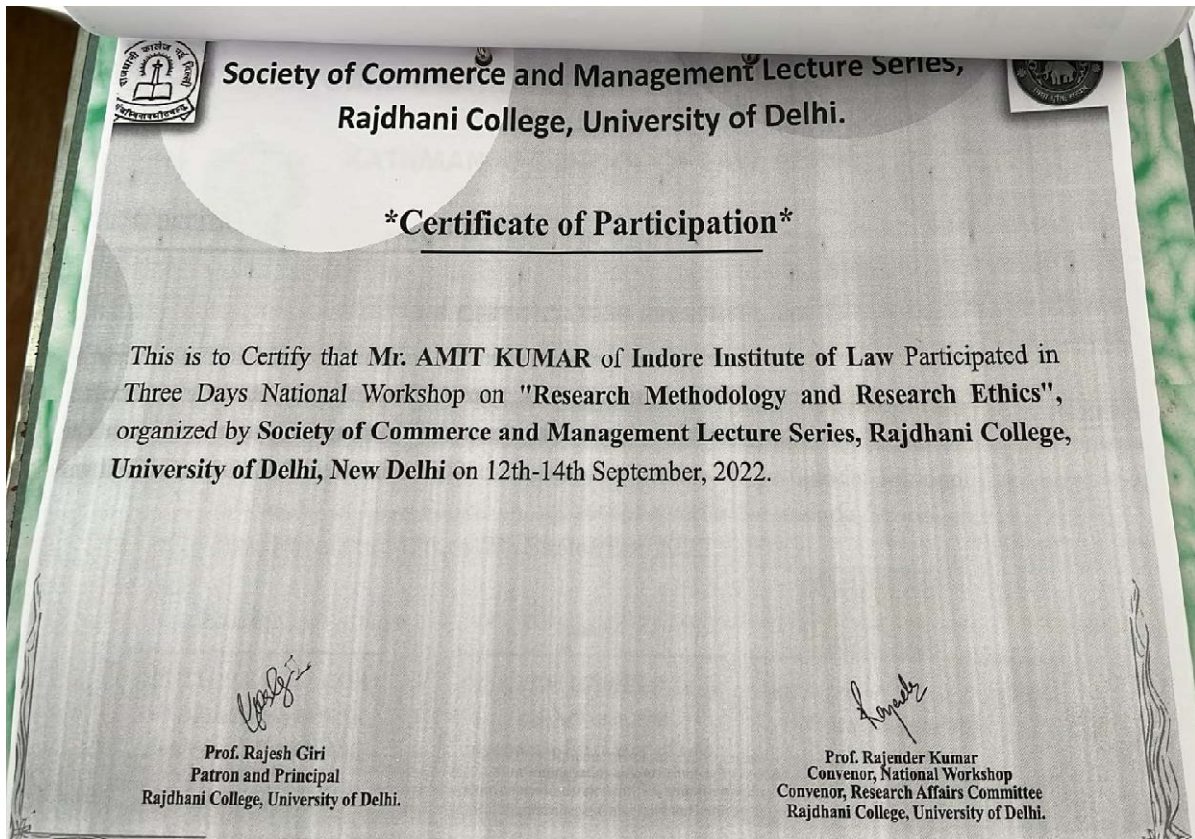 राजधानी कालेज नई दिल्ली
Society of Commerce and Management Lecture Series,
Rajdhani College, University of Delhi.
*Certificate of Participation*
This is to Certify that Mr. AMIT KUMAR of Indore Institute of Law Participated in
Three Days National Workshop on "Research Methodology and Research Ethics",
organized by Society of Commerce and Management Lecture Series, Rajdhani College,
University of Delhi, New Delhi on 12th-14th September, 2022.
Prof. Rajesh Giri
Patron and Principal
Rajdhani College, University of Delhi.
Prof. Rajender Kumar
Convenor, National Workshop
Convenor, Research Affairs Committee
Rajdhani College, University of Delhi.